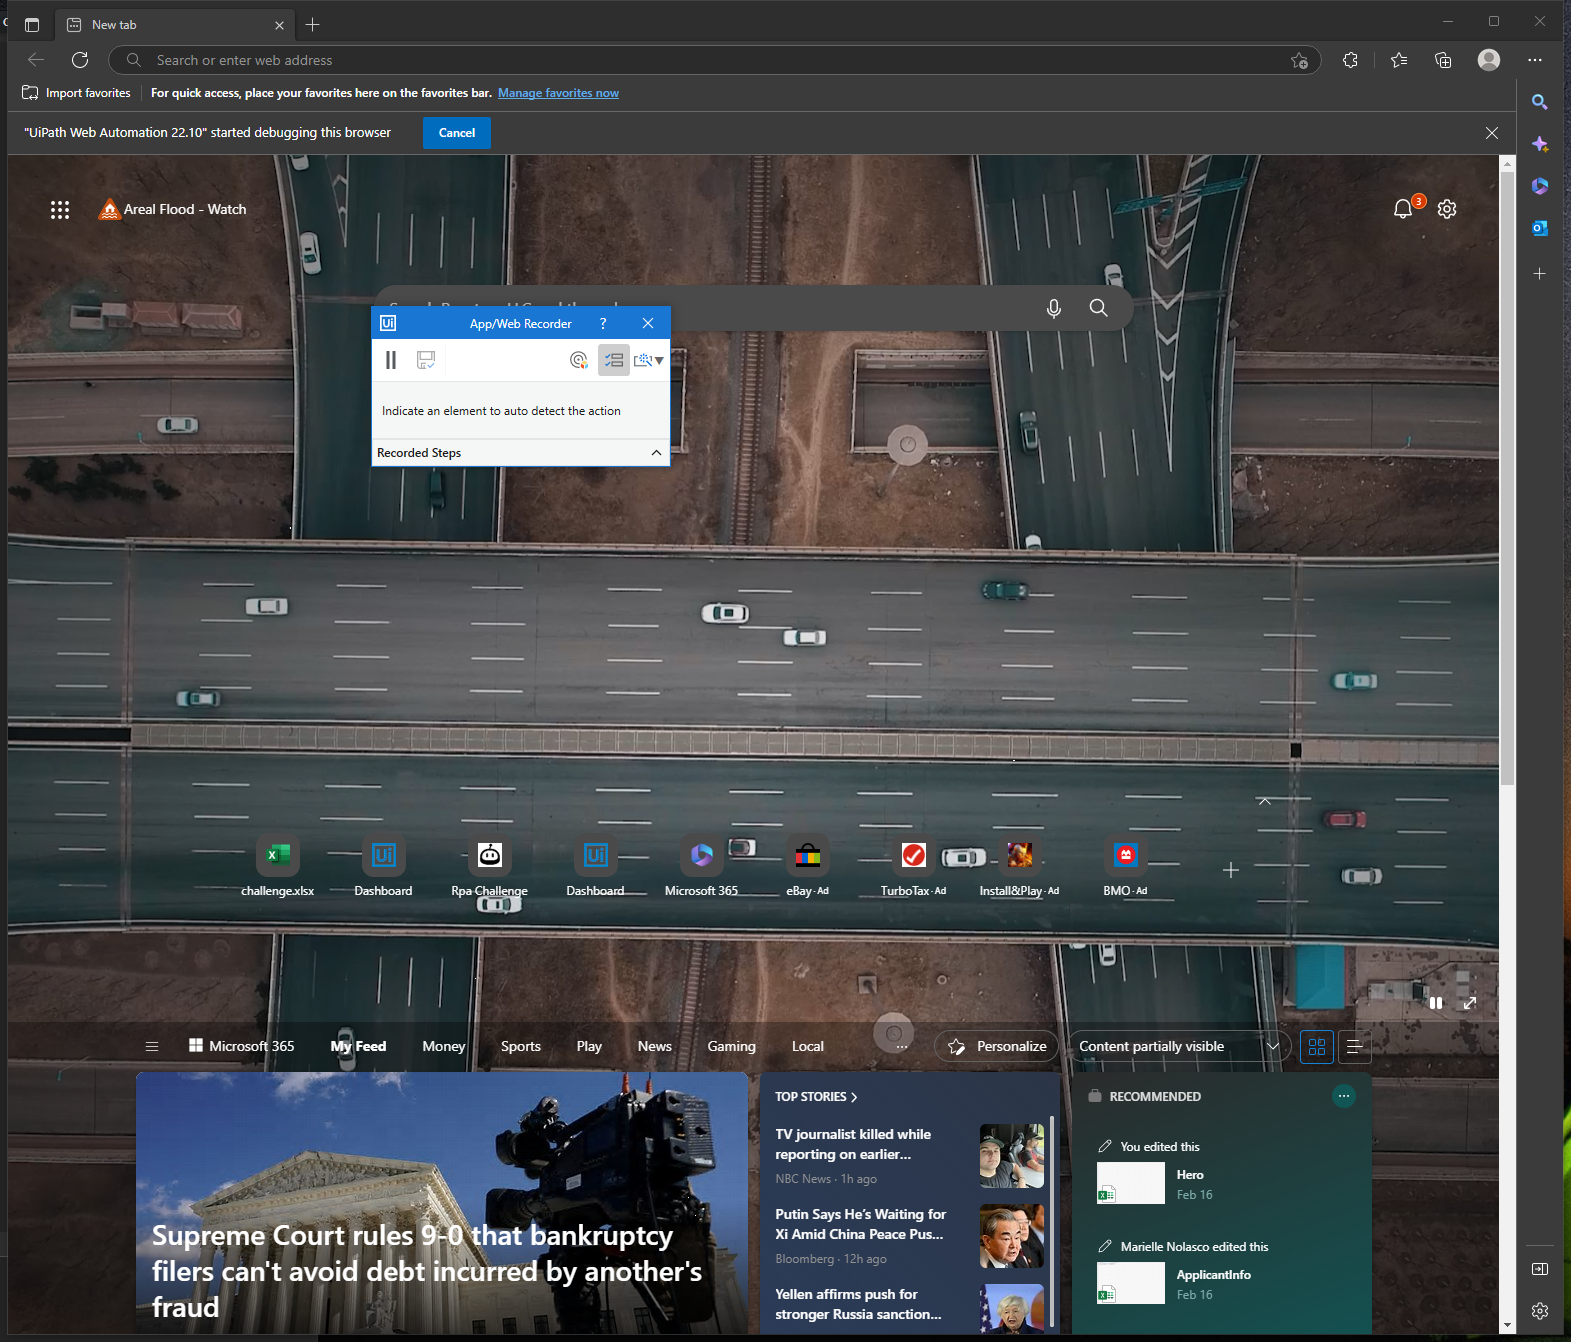 New tab
Search or enter web address
Import favorites
For quick access, place your favorites here on the favorites bar. Manage favorites now
"UiPath Web Automation 22.10" started debugging this browser
Cancel
Areal Flood - Watch
3
Ui
App/Web Recorder
?
Indicate an element to auto detect the action
Recorded Steps
challenge.xlsx
Dashboard
Rpa Challenge
Dashboard
Microsoft 365
eBay · Ad
TurboTax · Ad
Install&Play · Ad
BMO · Ad
Microsoft 365
My Feed
Money
Sports
Play
News
Gaming
Local
...
Personalize
Content partially visible
Supreme Court rules 9-0 that bankruptcy
filers can't avoid debt incurred by another's
fraud
TOP STORIES
TV journalist killed while
reporting on earlier...
NBC News · 1h ago
Putin Says He's Waiting for
Xi Amid China Peace Pus...
Bloomberg · 12h ago
Yellen affirms push for
stronger Russia sanction...
RECOMMENDED
You edited this
Hero
Feb 16
Marielle Nolasco edited this
ApplicantInfo
Feb 16